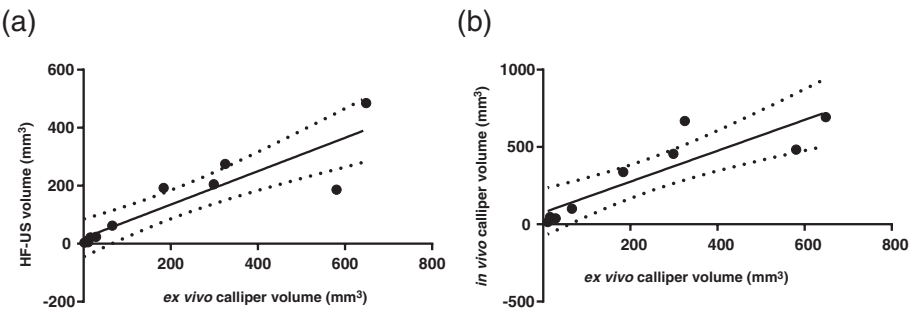 (a)
HF-US volume (mm³)
600
400
200
0
-200
200
400
600
800
ex vivo calliper volume (mm³)
(b)
in vivo calliper volume (mm³)
1000
500
0
-500
200
400
600
800
ex vivo calliper volume (mm³)